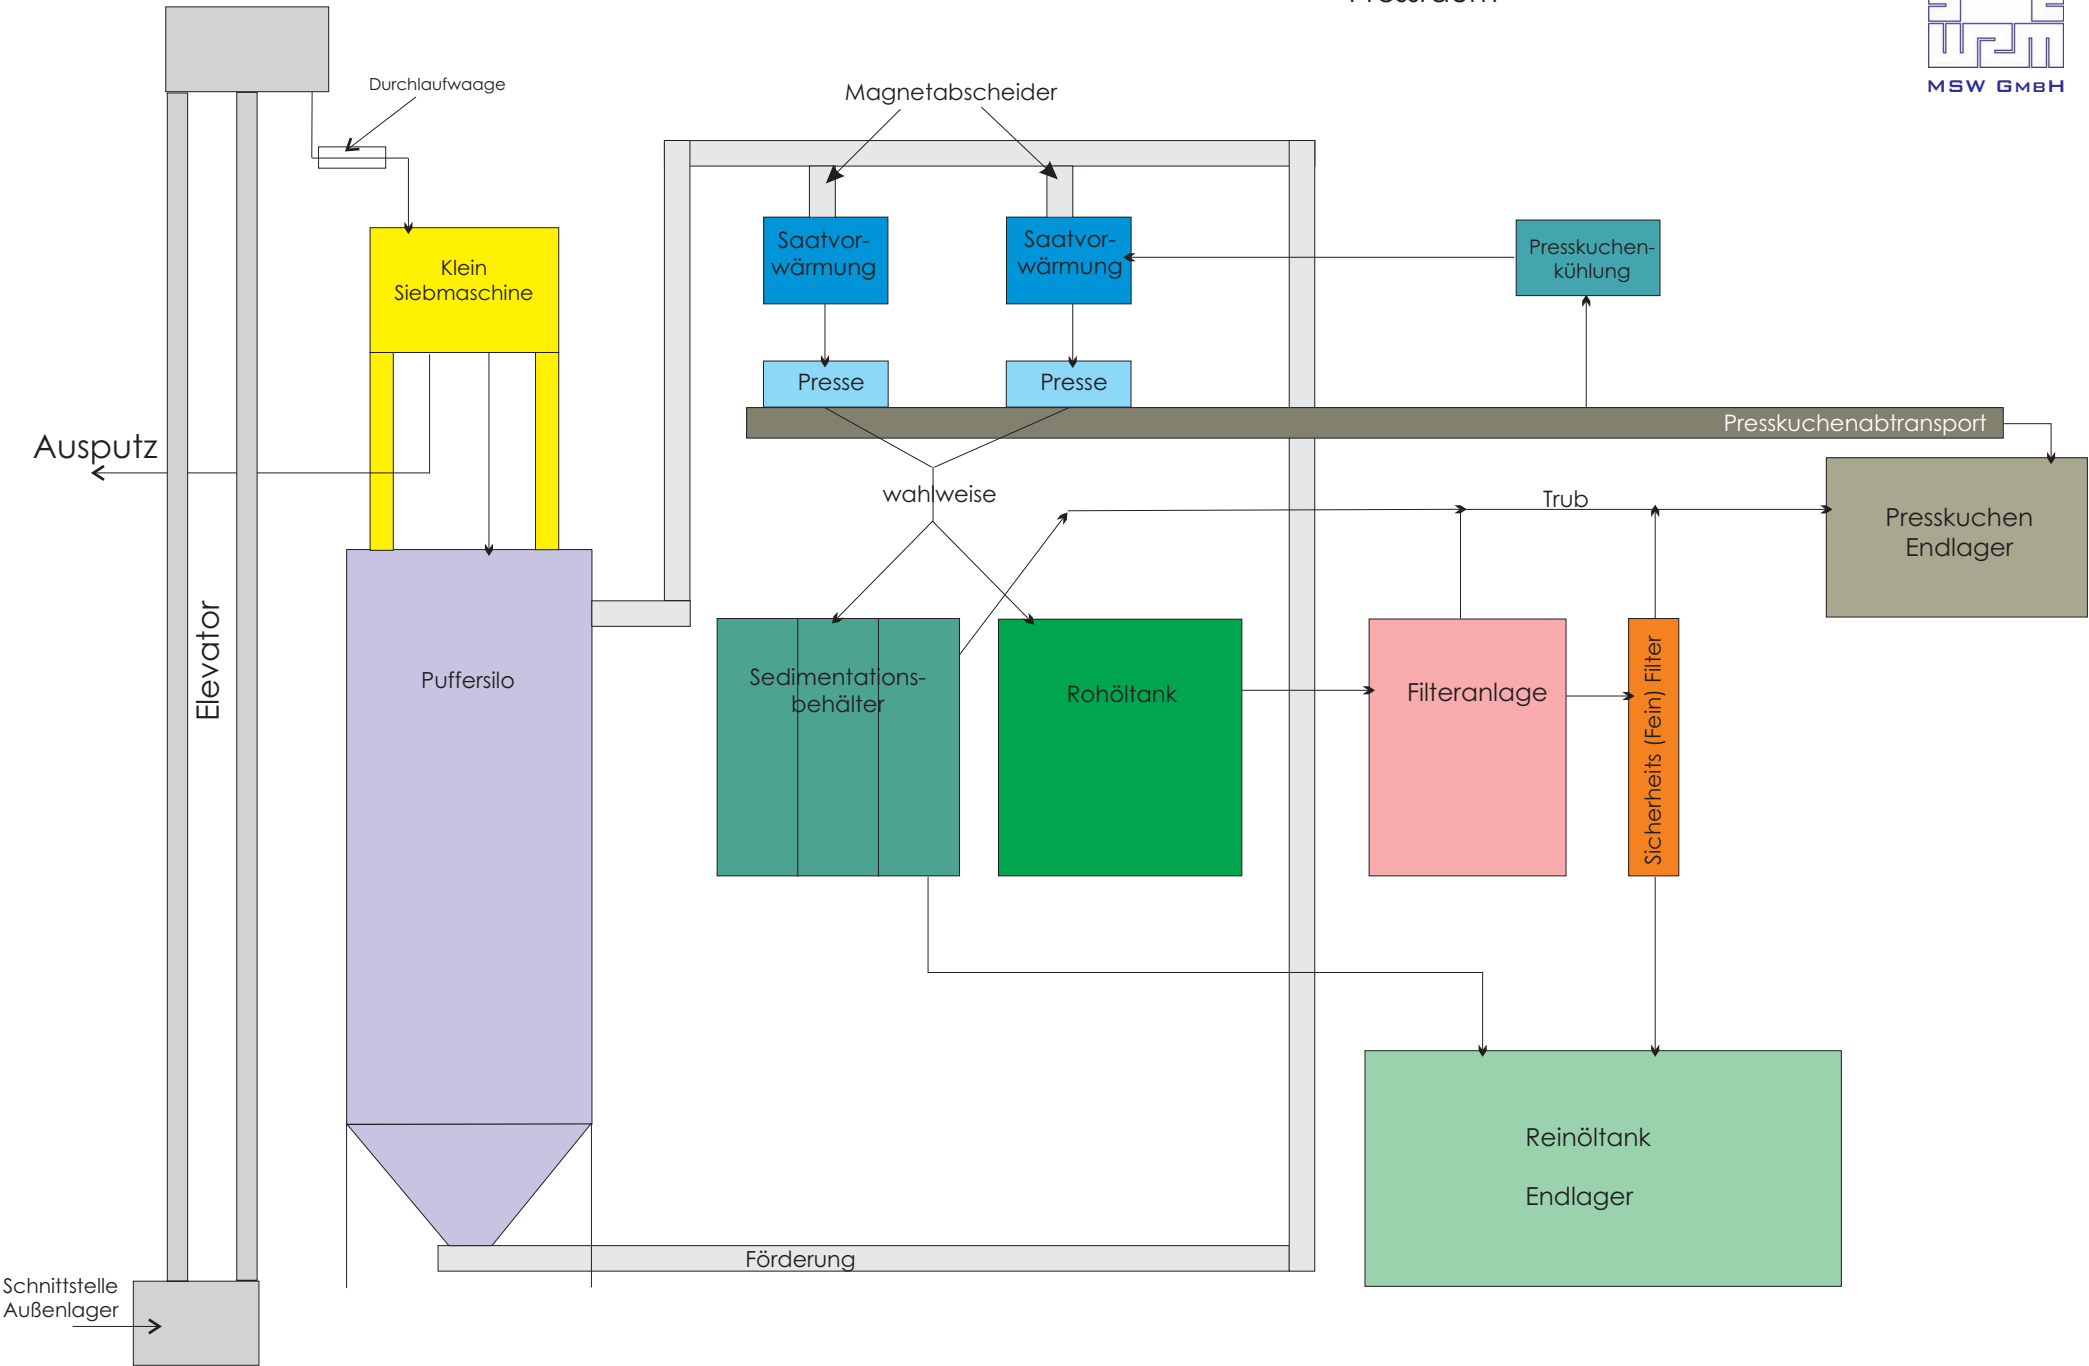 Durchlaufwaage
Magnetabscheider
MSW GmbH
Klein
Siebmaschine
Saatvor-
wärmung
Saatvor-
wärmung
Presskuchen-
kühlung
Presse
Presse
Presskuchenabtransport
Ausputz
wahlweise
Trub
Presskuchen
Endlager
Elevator
Puffersilo
Sedimentations-
behälter
Rohöltank
Filteranlage
Sicherheits (Fein) Filter
Reinöltank
Endlager
Förderung
Schnittstelle
Außenlager